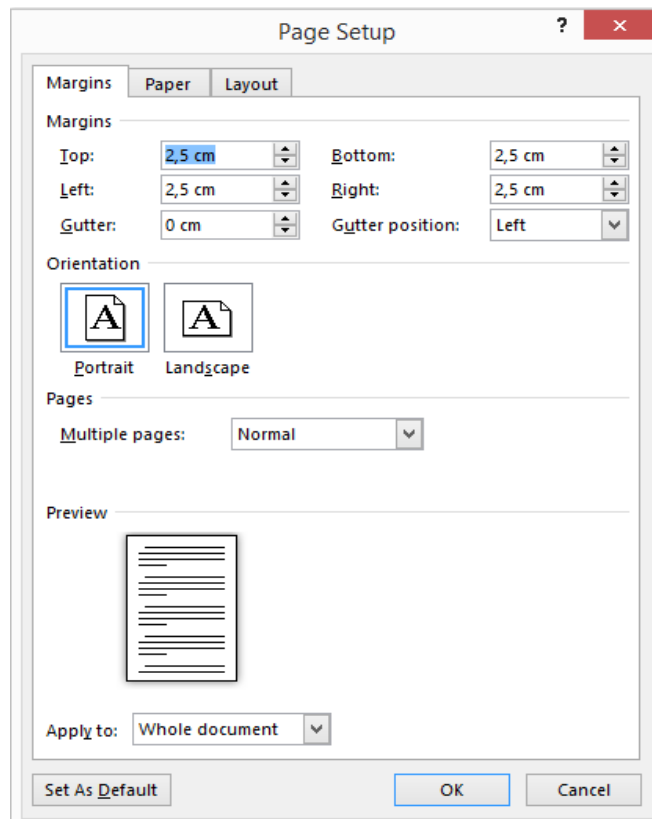 Page Setup ?
Margins Paper Layout
Margins
Top: 2,5 cm Bottom: 2,5 cm
Left: 2,5 cm Right: 2,5 cm
Gutter: 0 cm Gutter position: Left
Orientation
A A
Portrait Landscape
Pages
Multiple pages: Normal
Preview
Apply to: Whole document
Set As Default OK Cancel